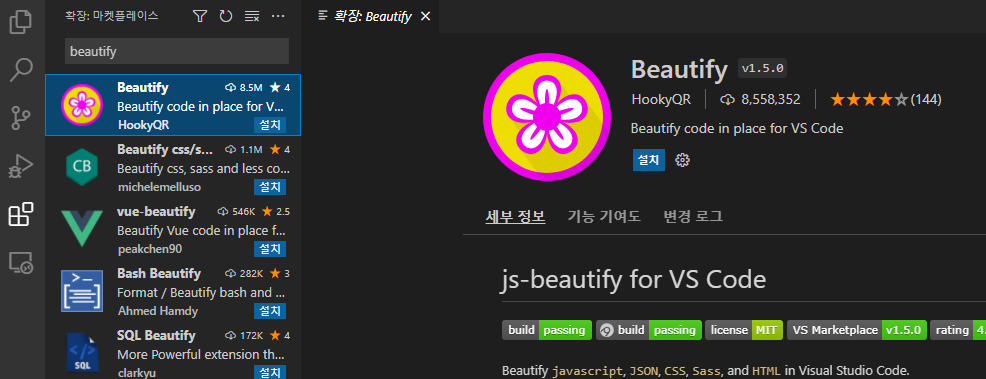 확장: 마켓플레이스
beautify
Beautify 8.5M ★ 4
Beautify code in place for V...
HookyQR 설치
CB
Beautify css/s... 1.1M ★ 4
Beautify css, sass and less co...
michelemelluso 설치
vue-beautify 546K ★ 2.5
Beautify Vue code in place f...
peakchen90 설치
Bash Beautify 282K ★ 3
Format / Beautify bash and ...
Ahmed Hamdy 설치
SQL
SQL Beautify 172K ★ 4
More Powerful extension th...
clarkyu 설치
확장: Beautify
Beautify v1.5.0
HookyQR 8,558,352 ★★★★☆(144)
Beautify code in place for VS Code
설치
세부 정보 기능 기여도 변경 로그
js-beautify for VS Code
build passing build passing license MIT VS Marketplace v1.5.0 rating 4.
Beautify javascript, JSON, CSS, Sass, and HTML in Visual Studio Code.